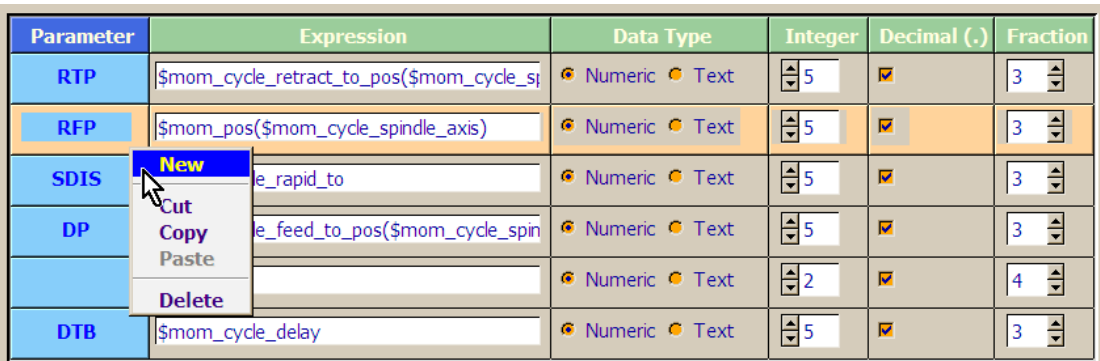 Parameter Expression Data Type Integer Decimal (.) Fraction
RTP $mom_cycle_retract_to_pos($mom_cycle_sp Numeric Text 5 3
RFP $mom_pos($mom_cycle_spindle_axis) Numeric Text 5 3
New
SDIS le_rapid_to Numeric Text 5 3
Cut
DP le_feed_to_pos($mom_cycle_spin Numeric Text 5 3
Copy
Paste
Numeric Text 2 4
Delete
DTB $mom_cycle_delay Numeric Text 5 3